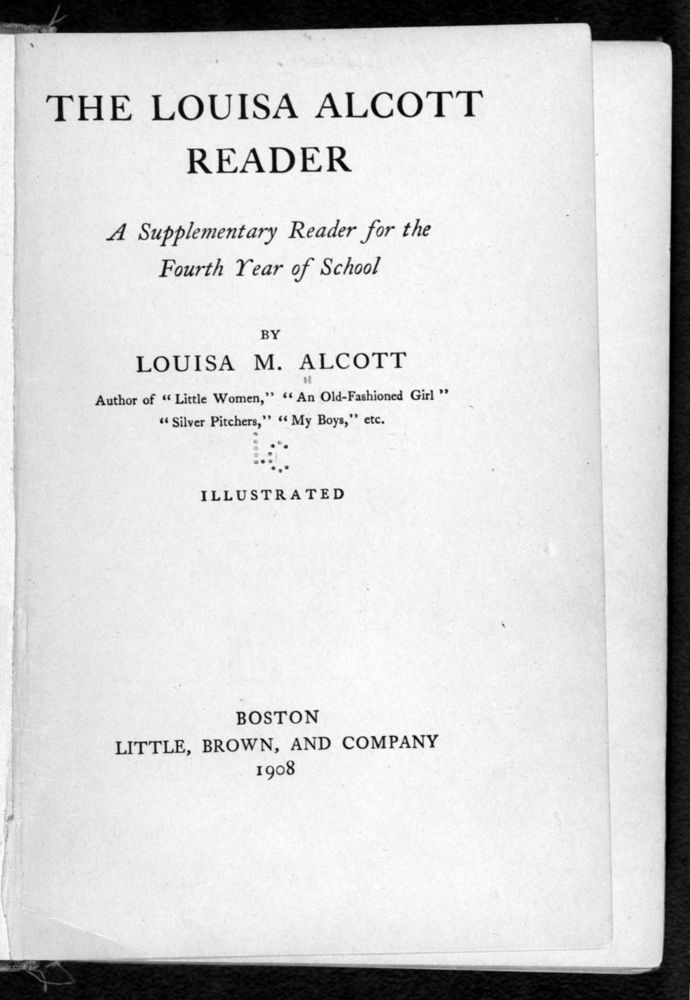 THE LOUISA ALCOTT
READER
A Supplementary Reader for the
Fourth Year of School
BY
LOUISA M. ALCOTT
Author of “Little Women,” “An Old-Fashioned Girl”
“Silver Pitchers,” “My Boys,” etc.
LC
ILLUSTRATED
BOSTON
LITTLE, BROWN, AND COMPANY
1908